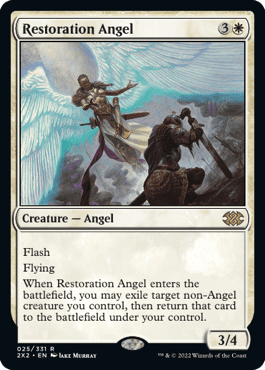 Restoration Angel 3
Creature — Angel
Flash
Flying
When Restoration Angel enters the
battlefield, you may exile target non-Angel
creature you control, then return that card
to the battlefield under your control.
3/4
025/331 R
2X2 • EN Jake Murray
™ & © 2022 Wizards of the Coast